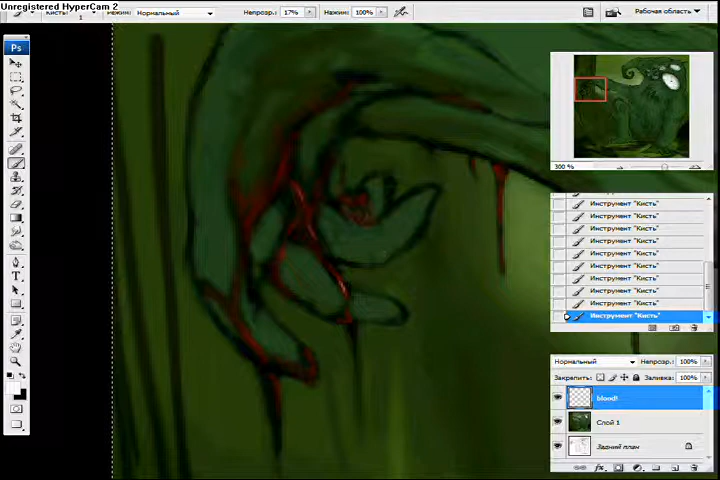 Unregistered HyperCam 2
Кисть: 1 Режим: Нормальный Непрозр.: 17% Нажим: 100% Рабочая область
Ps
300 %
Инструмент "Кисть"
Инструмент "Кисть"
Инструмент "Кисть"
Инструмент "Кисть"
Инструмент "Кисть"
Инструмент "Кисть"
Инструмент "Кисть"
Инструмент "Кисть"
Инструмент "Кисть"
Инструмент "Кисть"
Нормальный Непрозр.: 100%
Закрепить: Заливка: 100%
Слой 1
Задний план